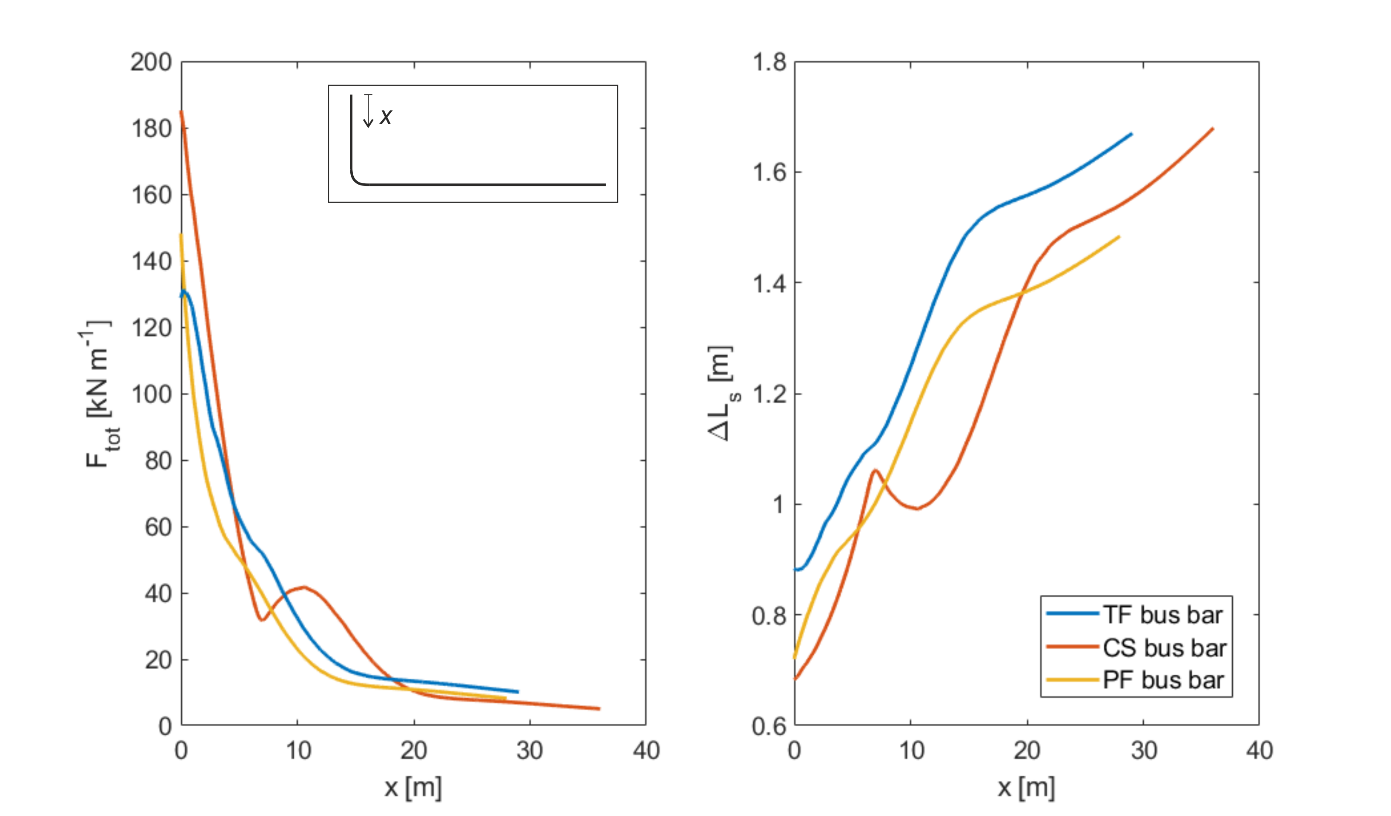 200
180
160
140
120
100
80
60
40
20
0
0 10 20 30 40
x [m]
F_tot [kN m^-1]
x
1.8
1.6
1.4
1.2
1
0.8
0.6
0 10 20 30 40
x [m]
ΔL_s [m]
TF bus bar
CS bus bar
PF bus bar